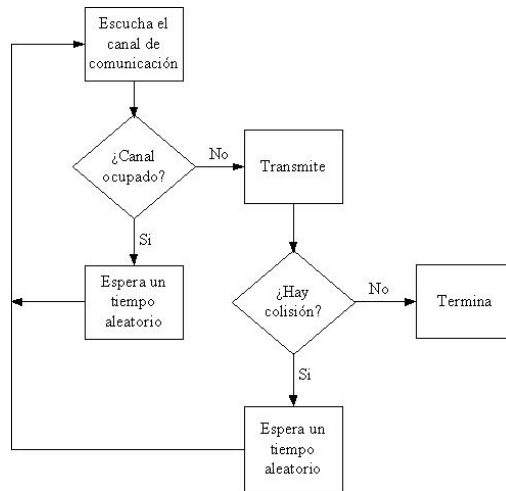 Escucha el
canal de
comunicación
¿Canal
ocupado?
No
Transmite
Si
Espera un
tiempo
aleatorio
¿Hay
colisión?
No
Termina
Si
Espera un
tiempo
aleatorio